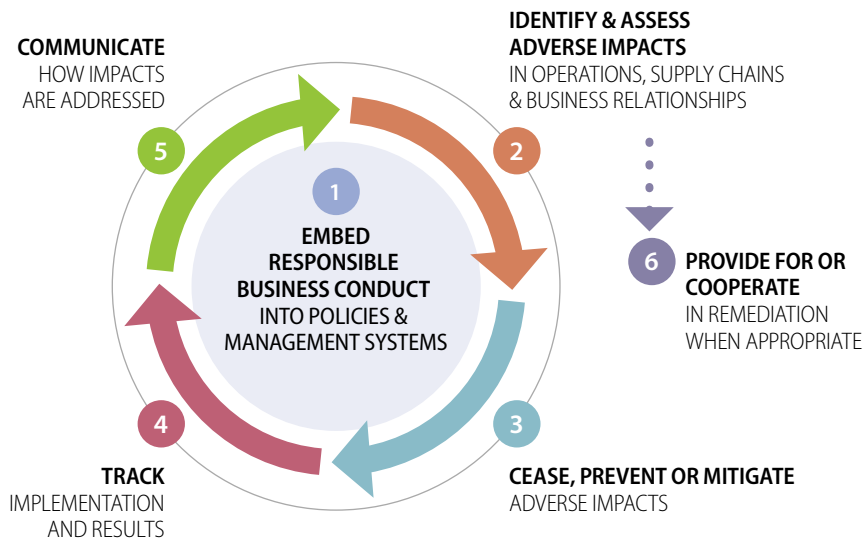 1
EMBED
RESPONSIBLE
BUSINESS CONDUCT
INTO POLICIES &
MANAGEMENT SYSTEMS
2
IDENTIFY & ASSESS
ADVERSE IMPACTS
IN OPERATIONS, SUPPLY CHAINS
& BUSINESS RELATIONSHIPS
3
CEASE, PREVENT OR MITIGATE
ADVERSE IMPACTS
4
TRACK
IMPLEMENTATION
AND RESULTS
5
COMMUNICATE
HOW IMPACTS
ARE ADDRESSED
6
PROVIDE FOR OR
COOPERATE
IN REMEDIATION
WHEN APPROPRIATE